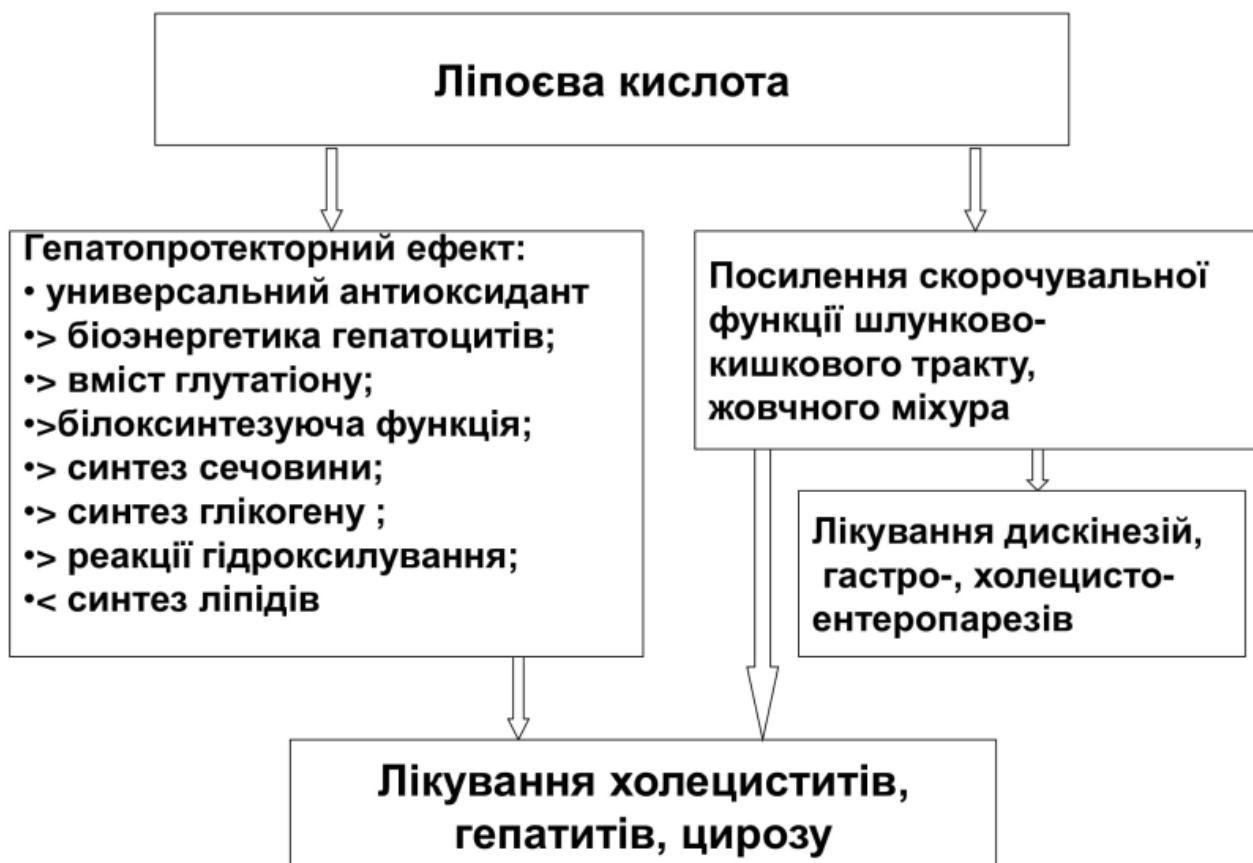 Ліпоєва кислота
Гепатопротекторний ефект:
• универсальний антиоксидант
•> біоэнергетика гепатоцитів;
•> вміст глутатіону;
•>білоксинтезуюча функція;
•> синтез сечовини;
•> синтез глікогену ;
•> реакції гідроксилування;
•< синтез ліпідів
Посилення скорочувальної
функції шлунково-
кишкового тракту,
жовчного міхура
Лікування дискінезій,
гастро-, холецисто-
ентеропарезів
Лікування холециститів,
гепатитів, цирозу